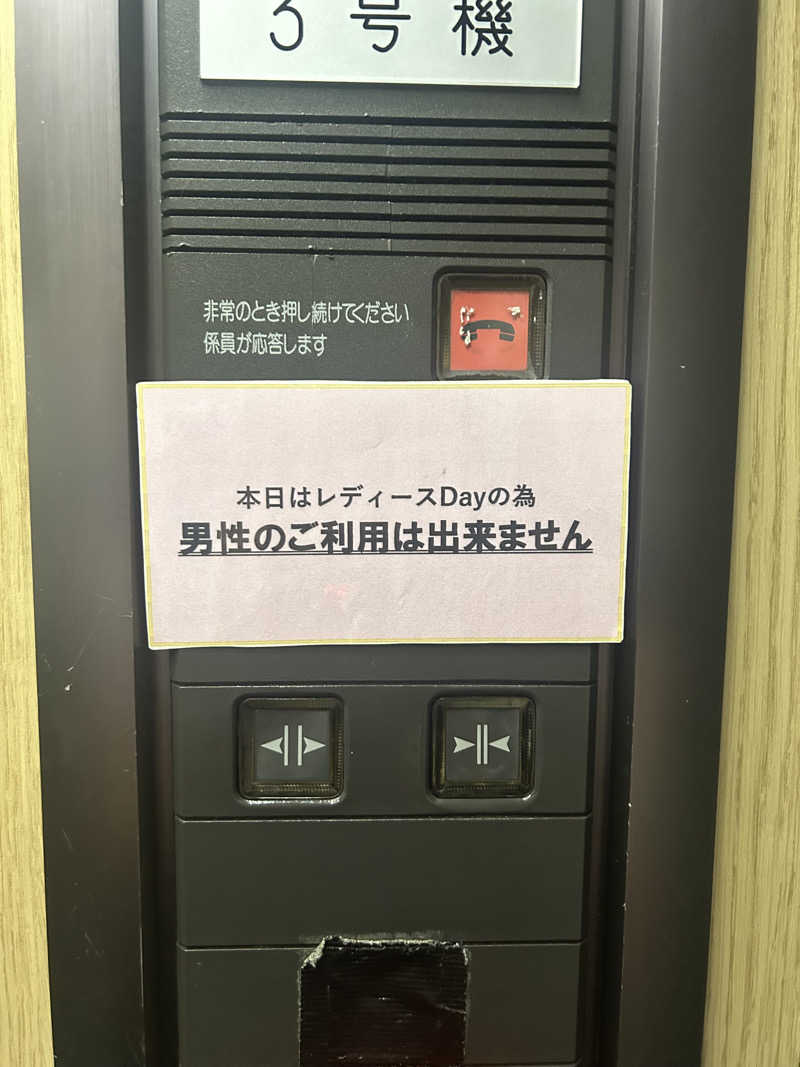 3号機
非常のとき押し続けてください
係員が応答します
本日はレディースDayの為
男性のご利用は出来ません